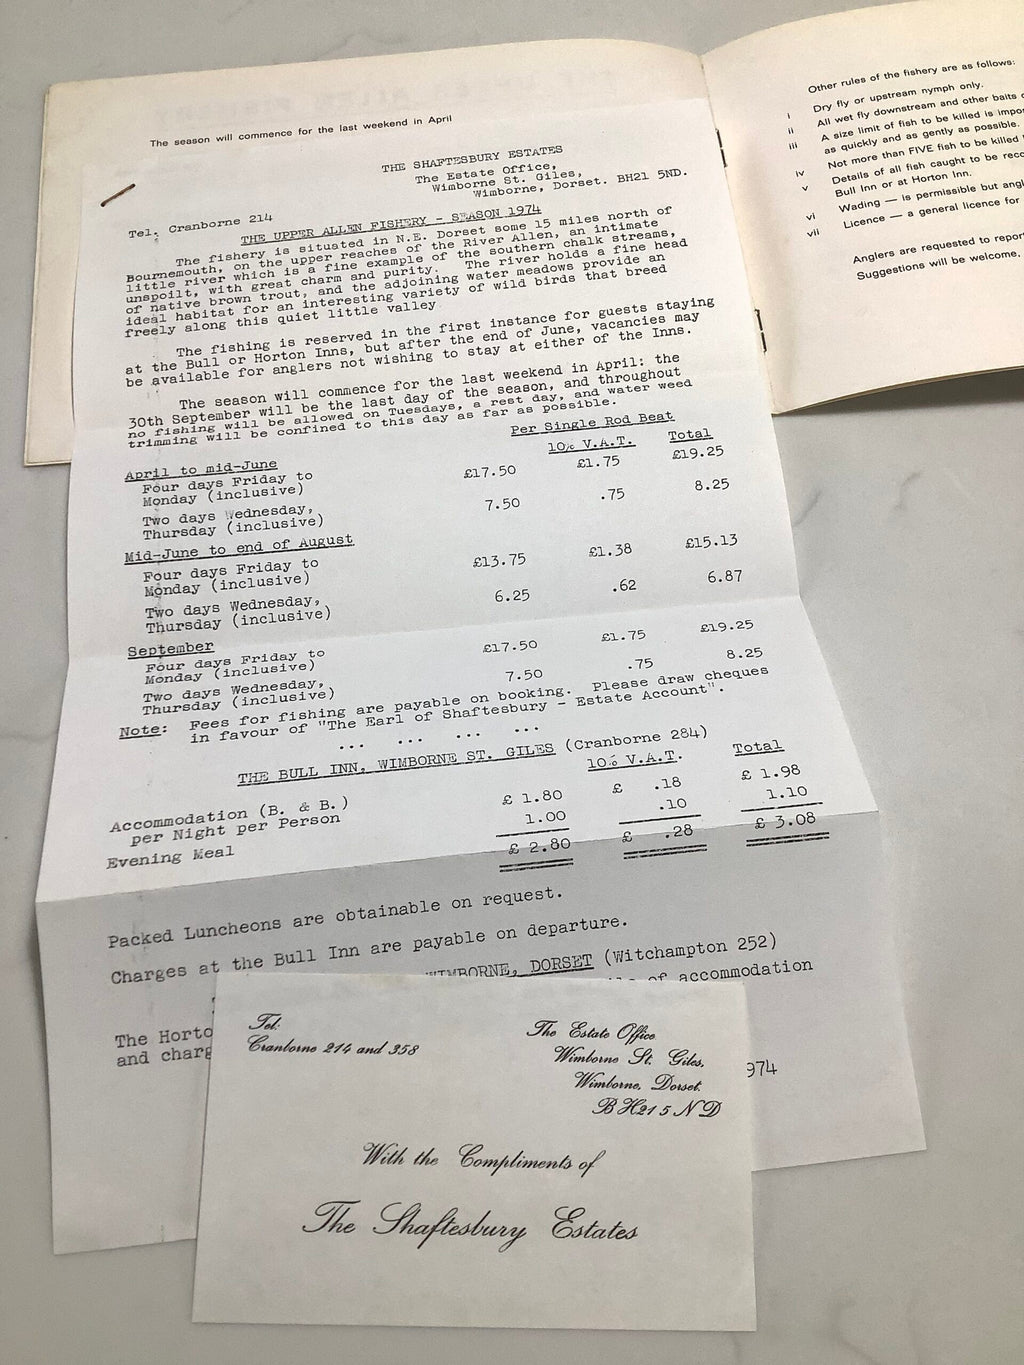 The season will commence for the last weekend in April
THE SHAFTESBURY ESTATES
The Estate Office,
Wimborne St. Giles,
Wimborne, Dorset. BH21 5ND.
Tel. Cranborne 214
THE UPPER ALLEN FISHERY - SEASON 1974
The fishery is situated in N.E. Dorset some 15 miles north of
Bournemouth, on the upper reaches of the River Allen, an intimate
little river which is a fine example of the southern chalk streams,
unspoilt, with great charm and purity. The river holds a fine head
of native brown trout, and the adjoining water meadows provide an
ideal habitat for an interesting variety of wild birds that breed
freely along this quiet little valley
The fishing is reserved in the first instance for guests staying
at the Bull or Horton Inns, but after the end of June, vacancies may
be available for anglers not wishing to stay at either of the Inns.
The season will commence for the last weekend in April: the
30th September will be the last day of the season, and throughout
no fishing will be allowed on Tuesdays, a rest day, and water weed
trimming will be confined to this day as far as possible.
Per Single Rod Beat
10% V.A.T. Total
April to mid-June
Four days Friday to
Monday (inclusive) £17.50 £1.75 £19.25
Two days Wednesday,
Thursday (inclusive) 7.50 .75 8.25
Mid-June to end of August
Four days Friday to
Monday (inclusive) £13.75 £1.38 £15.13
Two days Wednesday,
Thursday (inclusive) 6.25 .62 6.87
September
Four days Friday to
Monday (inclusive) £17.50 £1.75 £19.25
Two days Wednesday,
Thursday (inclusive) 7.50 .75 8.25
Note: Fees for fishing are payable on booking. Please draw cheques
in favour of "The Earl of Shaftesbury - Estate Account".
... ... ... ...
THE BULL INN, WIMBORNE ST. GILES (Cranborne 284)
10% V.A.T. Total
Accommodation (B. & B.)
per Night per Person £ 1.80 £ .18 £ 1.98
Evening Meal 1.00 .10 1.10
£ 2.80 £ .28 £ 3.08
Packed Luncheons are obtainable on request.
Charges at the Bull Inn are payable on departure.
WIMBORNE, DORSET (Witchampton 252)
The Horto of accommodation
and charg 974
Tel:
Cranborne 214 and 358
The Estate Office
Wimborne St. Giles,
Wimborne, Dorset.
BH21 5ND
With the Compliments of
The Shaftesbury Estates
Other rules of the fishery are as follows:
i Dry fly or upstream nymph only.
ii All wet fly downstream and other baits
iii A size limit of fish to be killed is
as quickly and as gently as possible.
iv Not more than FIVE fish to be killed
v Details of all fish caught to be
Bull Inn or at Horton Inn.
vi Wading — is permissible but
vii Licence — a general licence for
Anglers are requested to
Suggestions will be welcome.